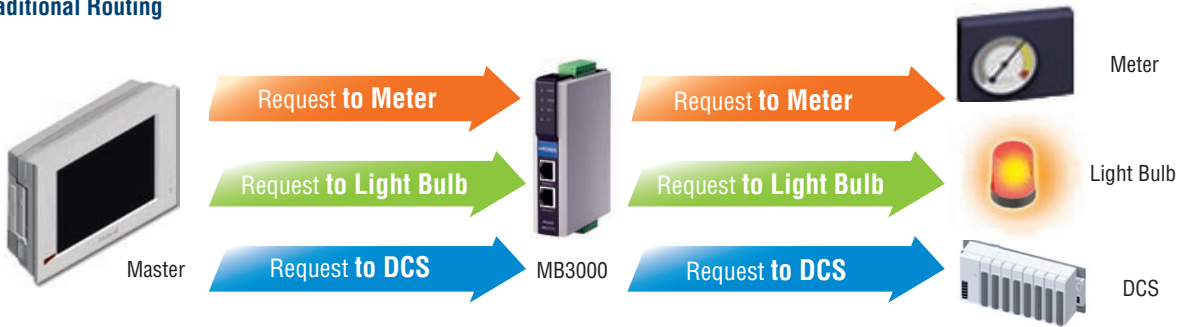 aditional Routing
Request to Meter
Request to Meter
Meter
Request to Light Bulb
Request to Light Bulb
Light Bulb
Master
Request to DCS
MB3000
Request to DCS
DCS